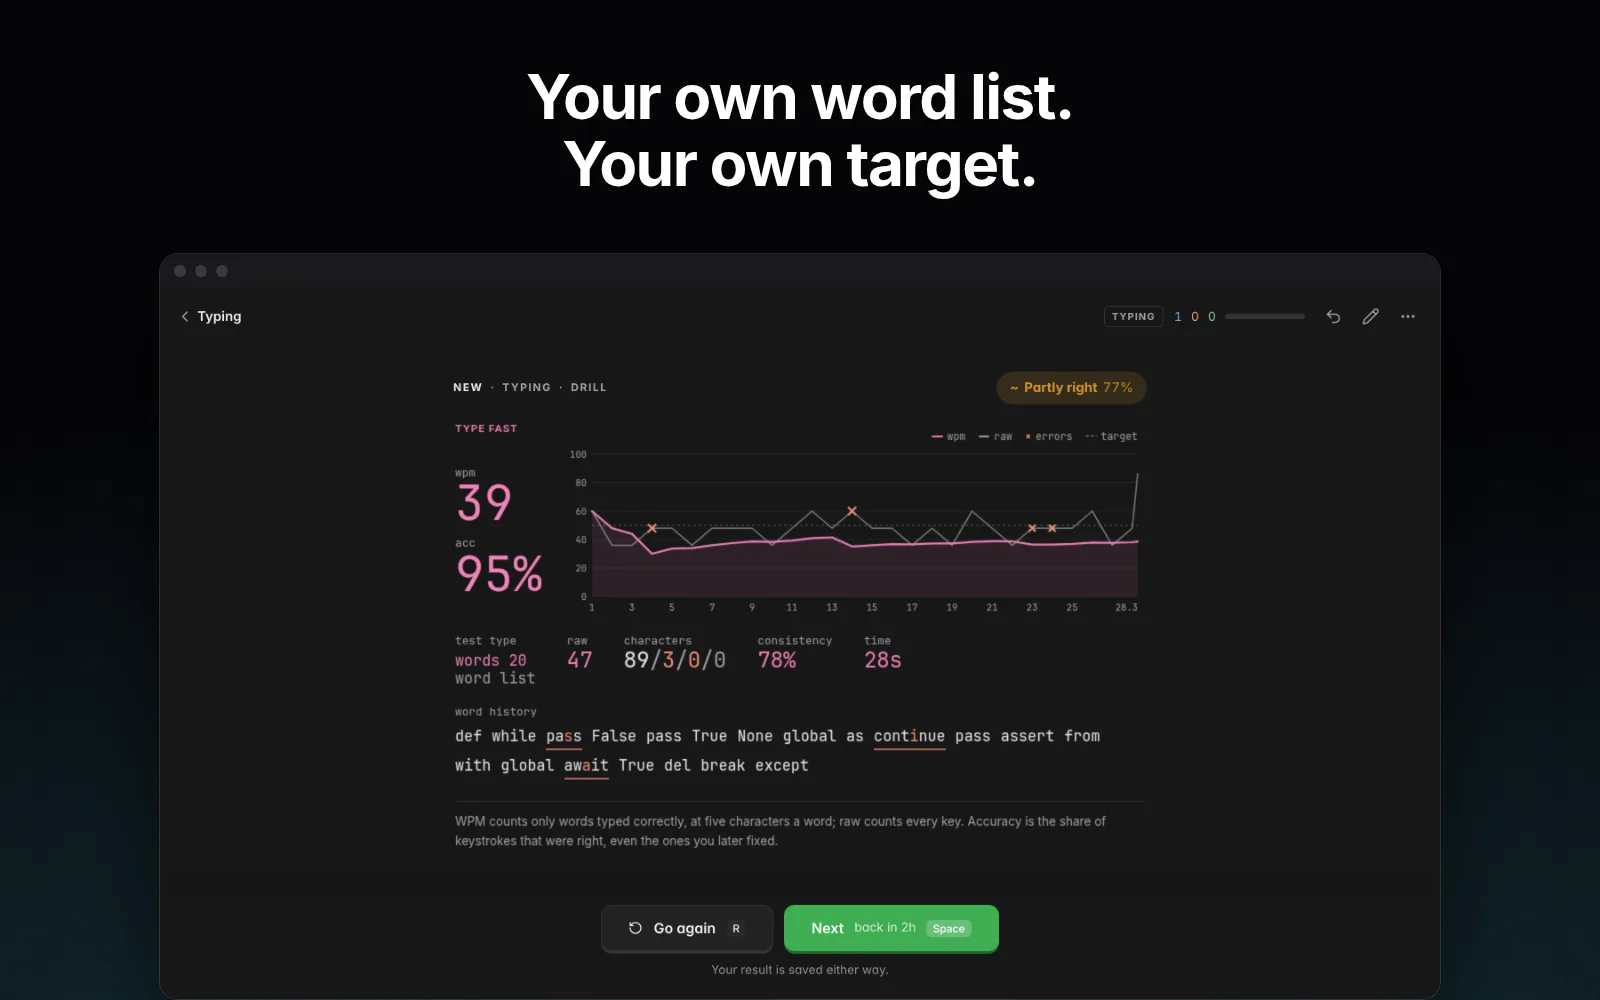 Your own word list.
Your own target.
Typing
TYPING 1 0 0
NEW · TYPING · DRILL
~ Partly right 77%
TYPE FAST
wpm raw × errors target
wpm
39
acc
95%
100
80
60
40
20
0
1 3 5 7 9 11 13 15 17 19 21 23 25 28.3
test type
words 20
word list
raw
47
characters
89/3/0/0
consistency
78%
time
28s
word history
def while pass False pass True None global as continue pass assert from
with global await True del break except
WPM counts only words typed correctly, at five characters a word; raw counts every key. Accuracy is the share of
keystrokes that were right, even the ones you later fixed.
Go again R
Next back in 2h Space
Your result is saved either way.